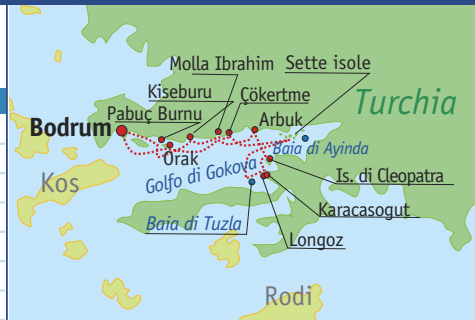 Molla Ibrahim
Sette isole
Kiseburu
Çökertme
Turchia
Pabuç Burnu
Arbuk
Bodrum
Baia di Ayinda
Orak
Golfo di Gokova
Is. di Cleopatra
Kos
Karacasogut
Baia di Tuzla
Longoz
Rodi